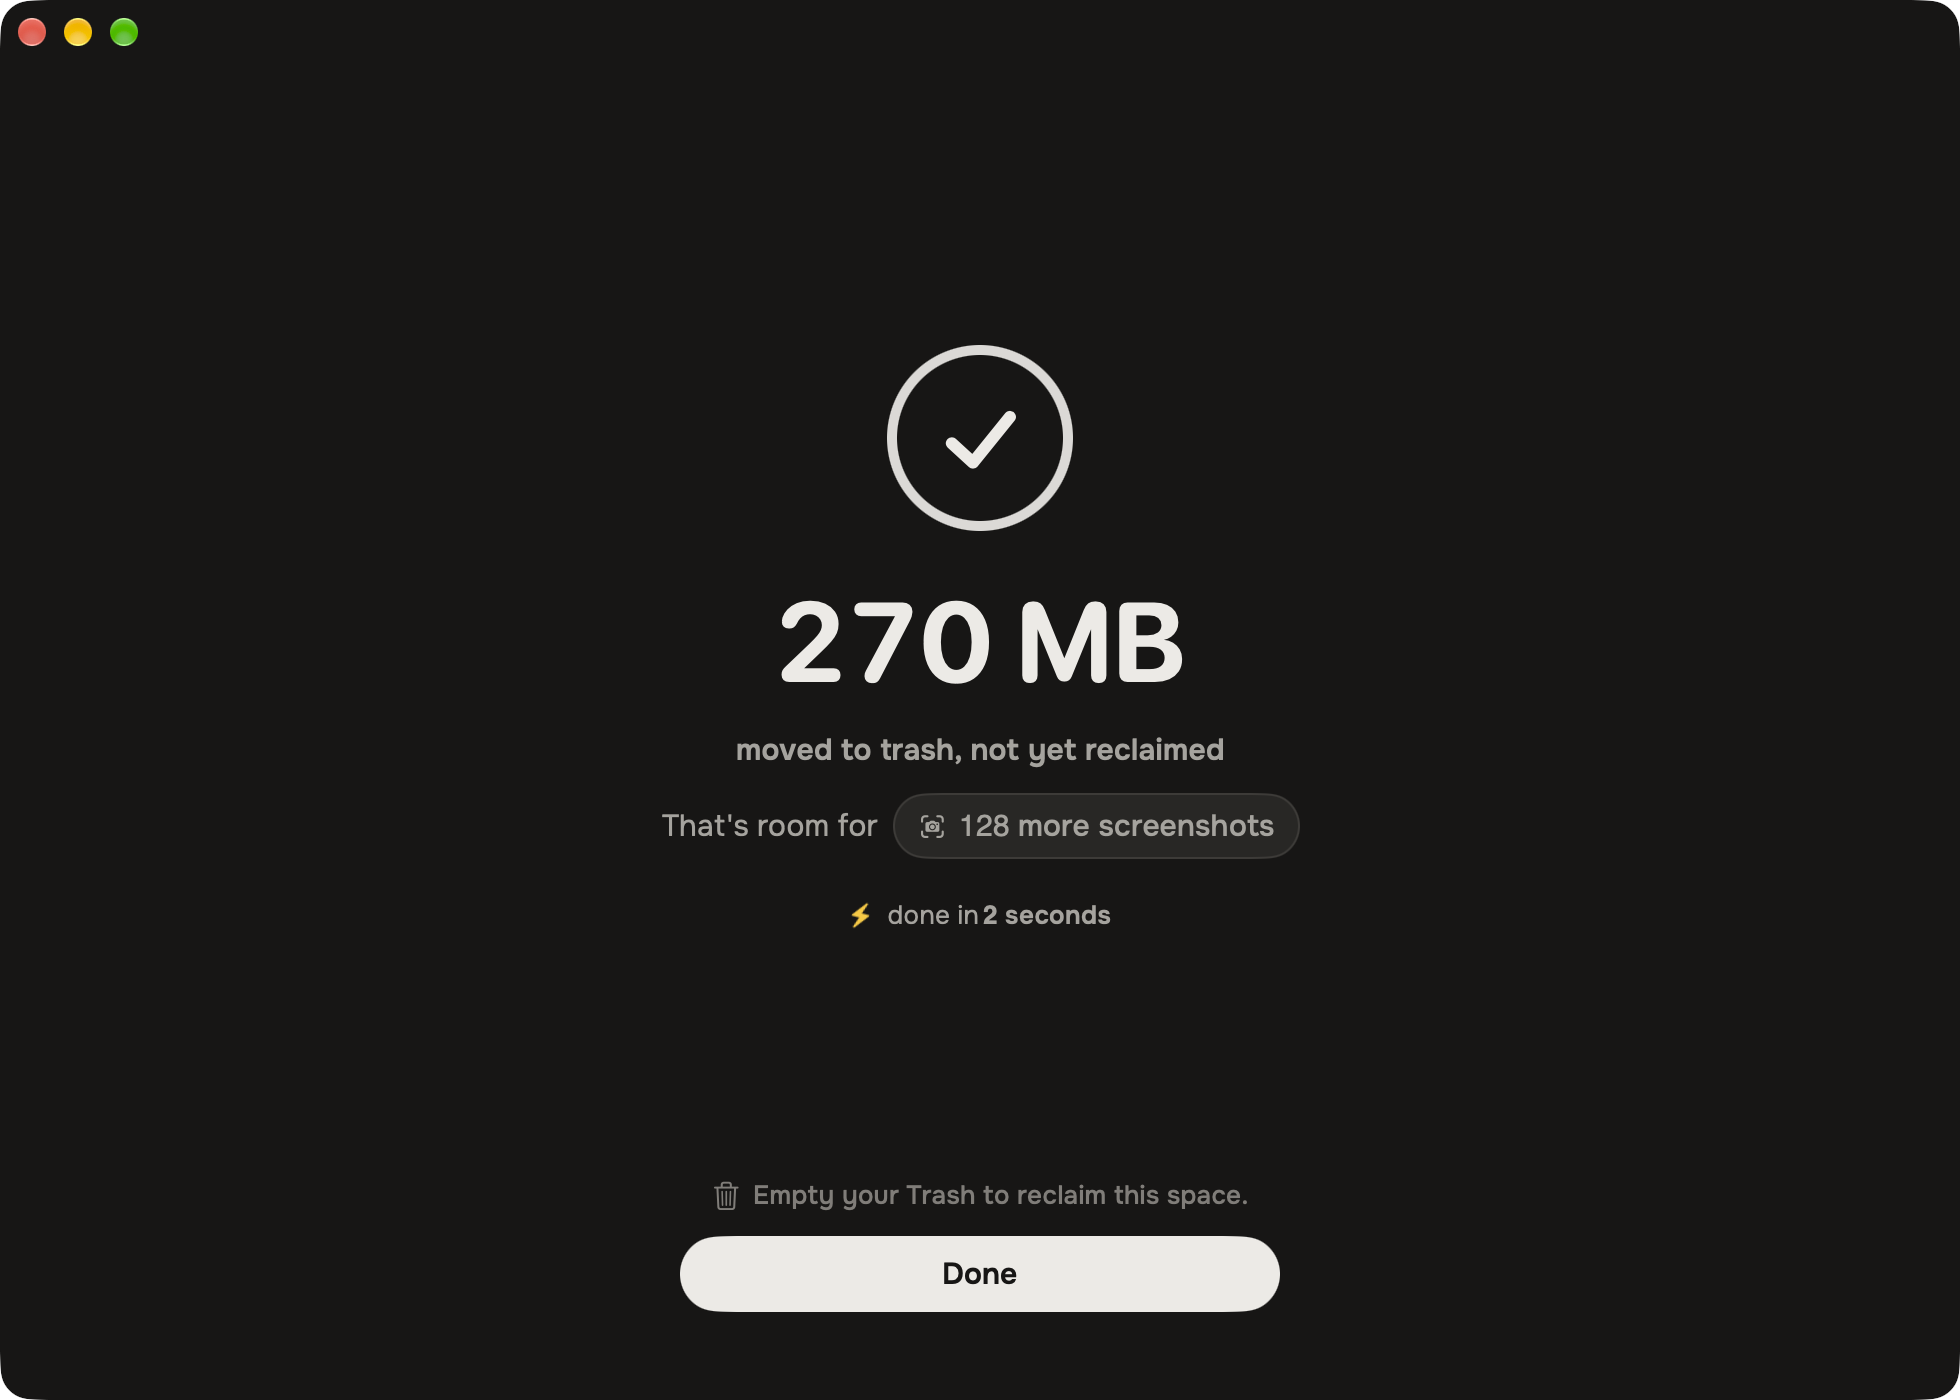 270 MB
moved to trash, not yet reclaimed
That's room for 128 more screenshots
⚡ done in 2 seconds
Empty your Trash to reclaim this space.
Done